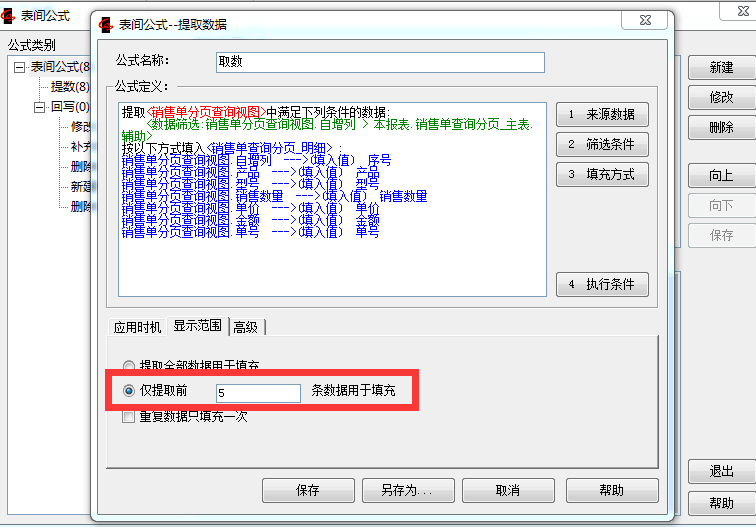 表间公式
公式类别
表间公式(8
提数(8)
回写(0)
修改
补充
删除
新建
删除
新建
修改
删除
向上
向下
保存
退出
帮助
表间公式--提取数据
公式名称:
取数
公式定义:
提取<销售单分页查询视图>中满足下列条件的数据:
<数据筛选:销售单分页查询视图.自增列 > 本报表.销售单查询分页_主表.
辅助>
按以下方式填入<销售单查询分页_明细> :
销售单分页查询视图.自增列 --->(填入值) 序号
销售单分页查询视图.产品 --->(填入值) 产品
销售单分页查询视图.型号 --->(填入值) 型号
销售单分页查询视图.销售数量 --->(填入值) 销售数量
销售单分页查询视图.单价 --->(填入值) 单价
销售单分页查询视图.金额 --->(填入值) 金额
销售单分页查询视图.单号 --->(填入值) 单号
1 来源数据
2 筛选条件
3 填充方式
4 执行条件
应用时机 显示范围 高级
提取全部数据用于填充
仅提取前 5 条数据用于填充
重复数据只填充一次
保存 另存为... 取消 帮助